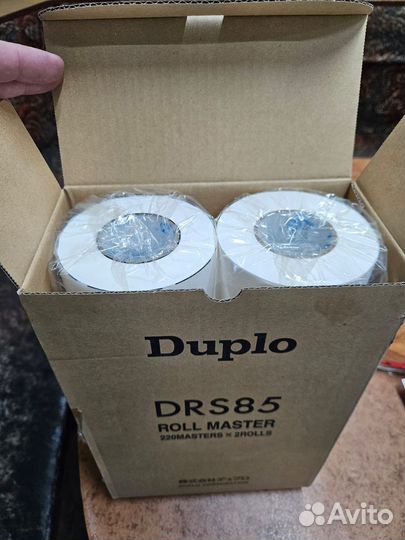 Duplo
DRS85
ROLL MASTER
220MASTERS × 2ROLLS
Avito